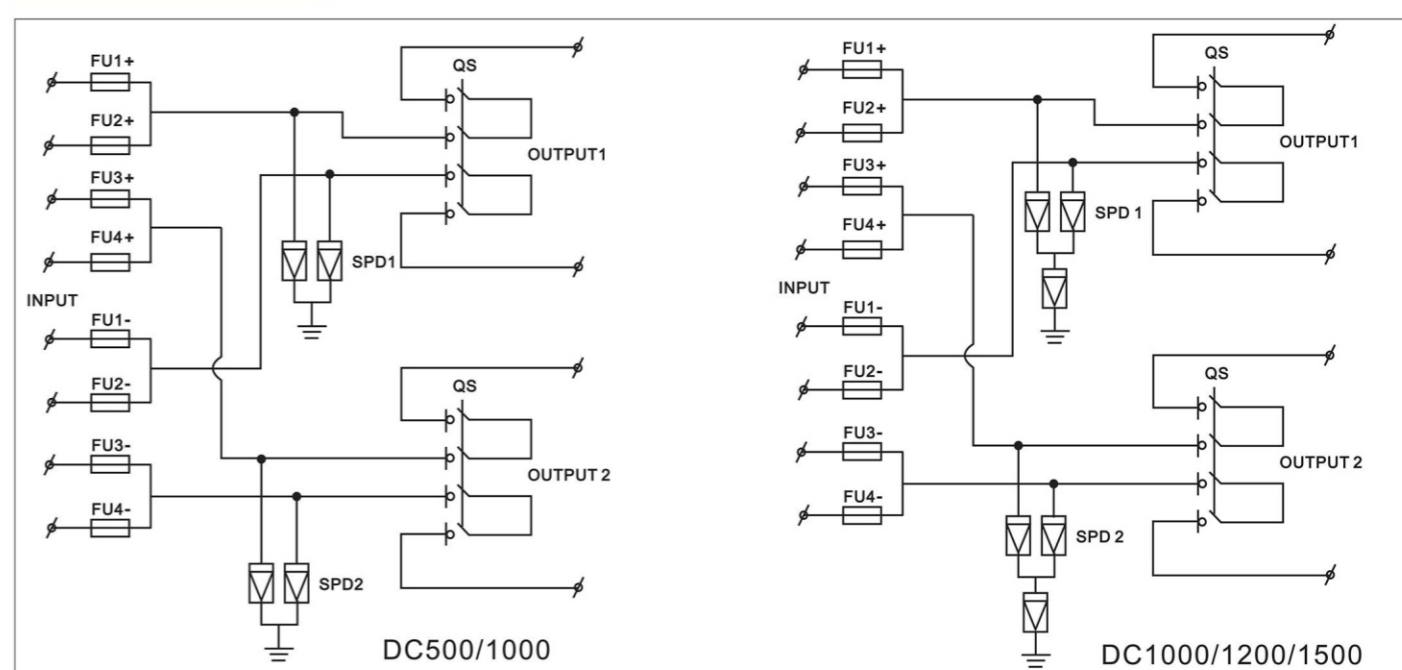 FU1+
QS
FU2+
OUTPUT1
FU3+
FU4+
SPD1
INPUT
FU1-
FU2-
QS
FU3-
OUTPUT 2
FU4-
SPD2
DC500/1000
FU1+
QS
FU2+
OUTPUT1
FU3+
SPD 1
FU4+
INPUT
FU1-
FU2-
QS
FU3-
OUTPUT 2
FU4-
SPD 2
DC1000/1200/1500